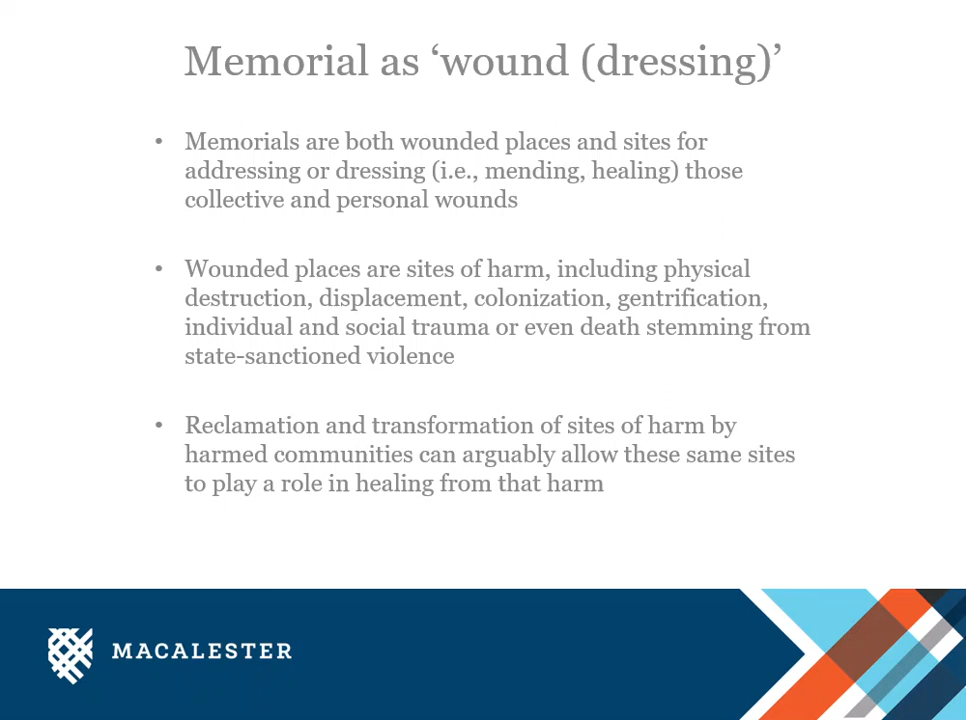 Memorial as ‘wound (dressing)’
• Memorials are both wounded places and sites for
addressing or dressing (i.e., mending, healing) those
collective and personal wounds
• Wounded places are sites of harm, including physical
destruction, displacement, colonization, gentrification,
individual and social trauma or even death stemming from
state-sanctioned violence
• Reclamation and transformation of sites of harm by
harmed communities can arguably allow these same sites
to play a role in healing from that harm
MACALESTER